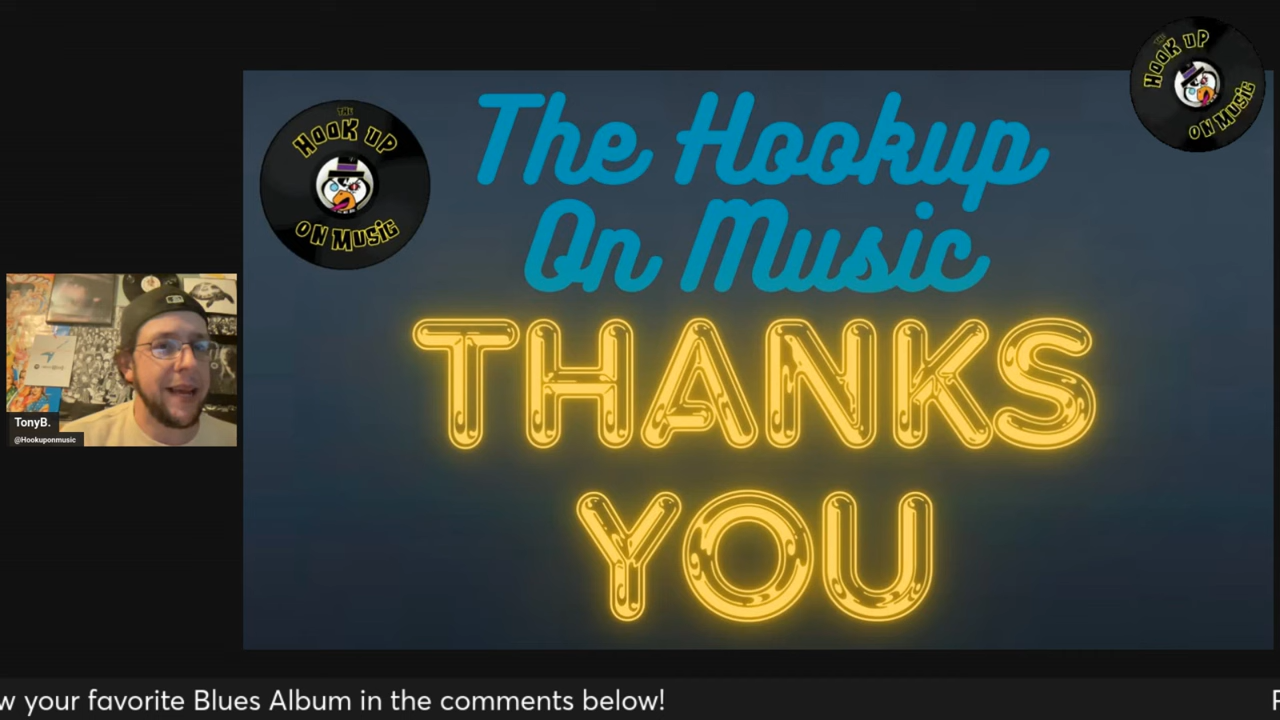 THE
HOOK UP
ON MUSIC
The Hookup
On Music
THANKS
YOU
THE
HOOK UP
ON MUSIC
TonyB.
@Hookuponmusic
your favorite Blues Album in the comments below!